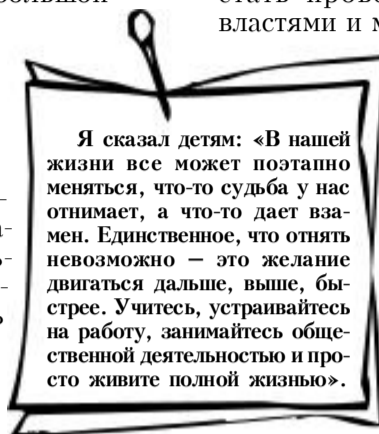 властями и м
Я сказал детям: «В нашей
жизни все может поэтапно
меняться, что-то судьба у нас
отнимает, а что-то дает вза-
мен. Единственное, что отнять
невозможно — это желание
двигаться дальше, выше, бы-
стрее. Учитесь, устраивайтесь
на работу, занимайтесь обще-
ственной деятельностью и про-
сто живите полной жизнью».